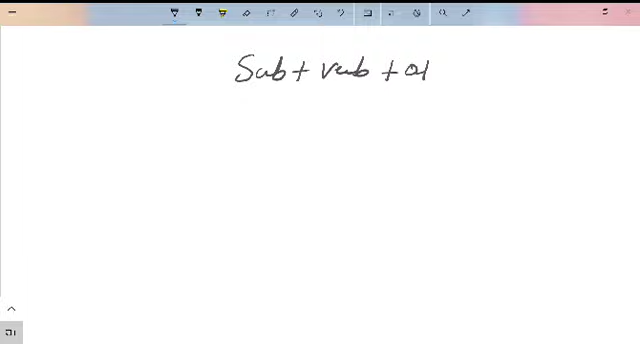 Sub + verb + o